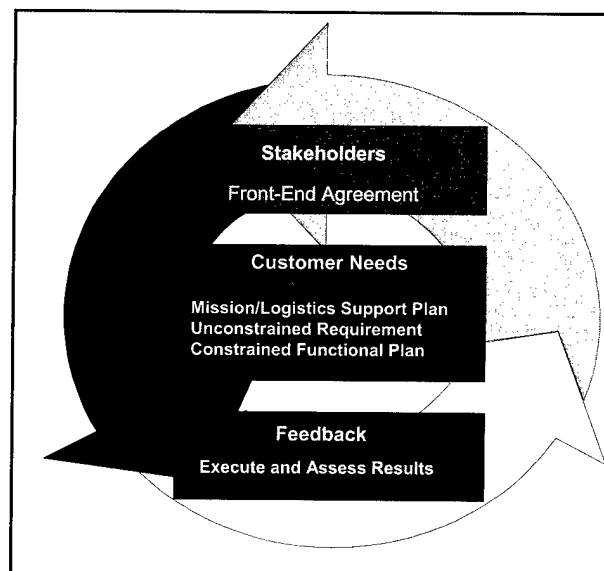 Stakeholders
Front-End Agreement
Customer Needs
Mission/Logistics Support Plan
Unconstrained Requirement
Constrained Functional Plan
Feedback
Execute and Assess Results